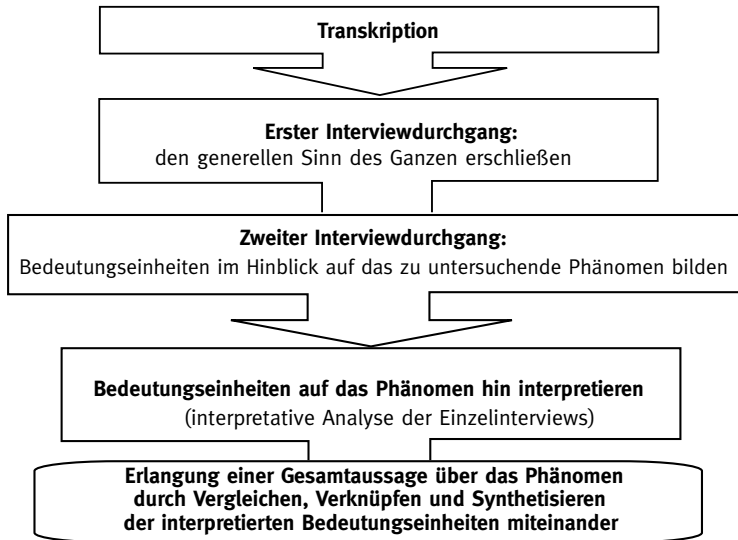 Transkription
Erster Interviewdurchgang:
den generellen Sinn des Ganzen erschließen
Zweiter Interviewdurchgang:
Bedeutungseinheiten im Hinblick auf das zu untersuchende Phänomen bilden
Bedeutungseinheiten auf das Phänomen hin interpretieren
(interpretative Analyse der Einzelinterviews)
Erlangung einer Gesamtaussage über das Phänomen
durch Vergleichen, Verknüpfen und Synthetisieren
der interpretierten Bedeutungseinheiten miteinander